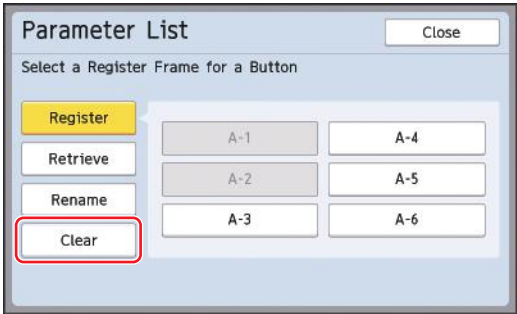 Parameter List
Close
Select a Register Frame for a Button
Register
A-1
A-4
Retrieve
A-2
A-5
Rename
A-3
A-6
Clear